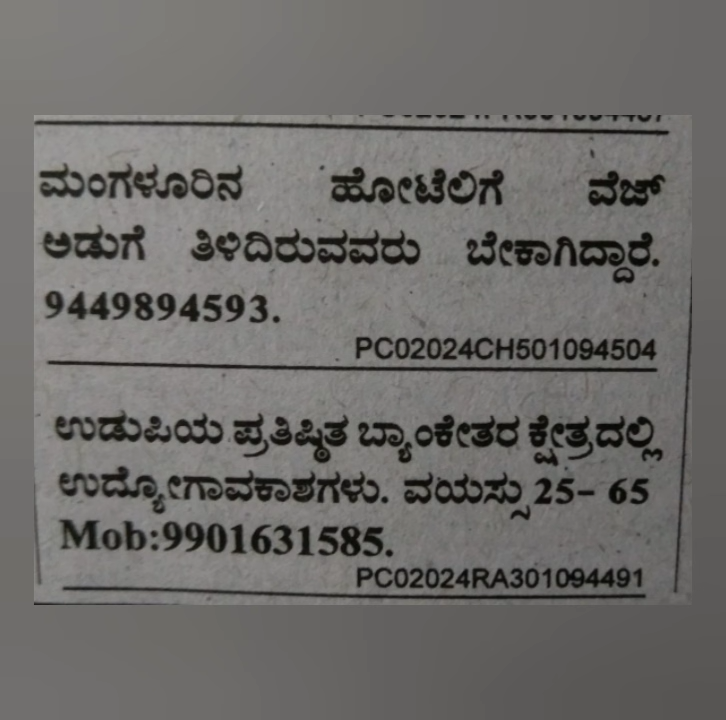 ಮಂಗಳೂರಿನ ಹೋಟೆಲಿಗೆ ವೆಜ್
ಅಡುಗೆ ತಿಳಿದಿರುವವರು ಬೇಕಾಗಿದ್ದಾರೆ.
9449894593.
PC02024CH501094504
ಉಡುಪಿಯ ಪ್ರತಿಷ್ಠಿತ ಬ್ಯಾಂಕೇತರ ಕ್ಷೇತ್ರದಲ್ಲಿ
ಉದ್ಯೋಗಾವಕಾಶಗಳು. ವಯಸ್ಸು 25- 65
Mob:9901631585.
PC02024RA301094491